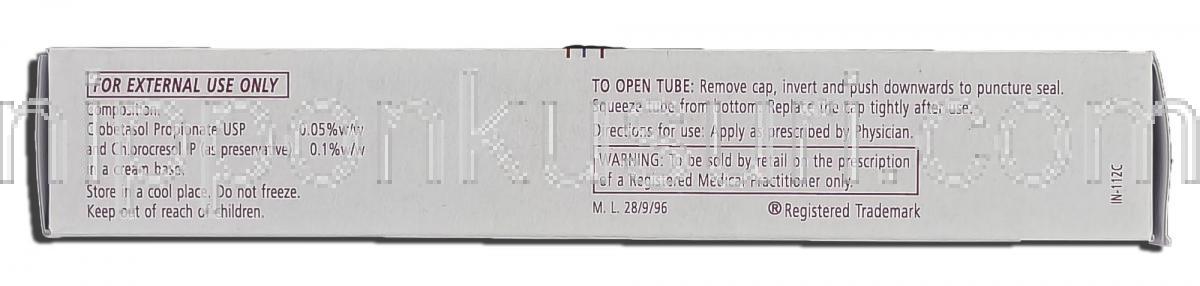 FOR EXTERNAL USE ONLY
Composition:
Clobetasol Propionate USP 0.05%w/w
and Chlorocresol IP (as preservative) 0.1%w/w
in a cream base.
Store in a cool place. Do not freeze.
Keep out of reach of children.
TO OPEN TUBE: Remove cap, invert and push downwards to puncture seal.
Squeeze tube from bottom. Replace the cap tightly after use.
Directions for use: Apply as prescribed by Physician.
WARNING: To be sold by retail on the prescription
of a Registered Medical Practitioner only.
M. L. 28/9/96 ® Registered Trademark
IN-112C
nipponkusuri.com